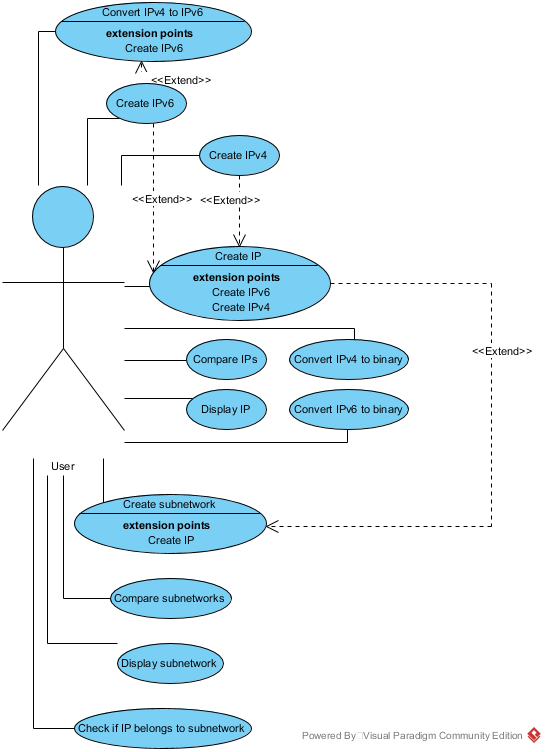 Convert IPv4 to IPv6
extension points
Create IPv6
<<Extend>>
Create IPv6
Create IPv4
<<Extend>>
<<Extend>>
Create IP
extension points
Create IPv6
Create IPv4
<<Extend>>
Compare IPs
Convert IPv4 to binary
Display IP
Convert IPv6 to binary
User
Create subnetwork
extension points
Create IP
Compare subnetworks
Display subnetwork
Check if IP belongs to subnetwork
Powered By Visual Paradigm Community Edition